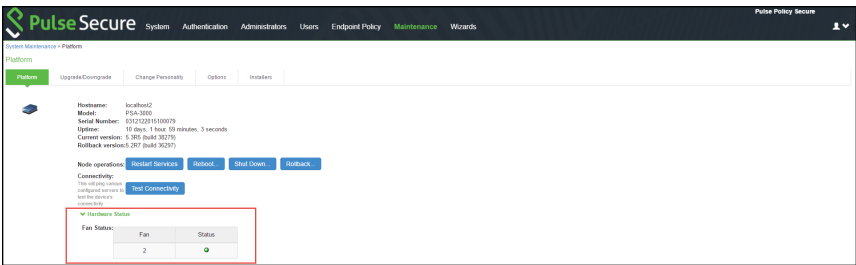 Pulse Policy Secure
Pulse Secure
System Authentication Administrators Users Endpoint Policy Maintenance Wizards
System Maintenance > Platform
Platform
Platform Upgrade/Downgrade Change Personality Options Installers
Hostname: localhost2
Model: PSA-3000
Serial Number: 0312122015100079
Uptime: 10 days, 1 hour, 59 minutes, 3 seconds
Current version: 5.3R5 (build 38279)
Rollback version: 5.2R7 (build 36297)
Node operations: Restart Services Reboot... Shut Down... Rollback...
Connectivity:
This will ping various
configured servers to
test the device's
connectivity
Test Connectivity
Hardware Status
Fan Status:
Fan Status
2